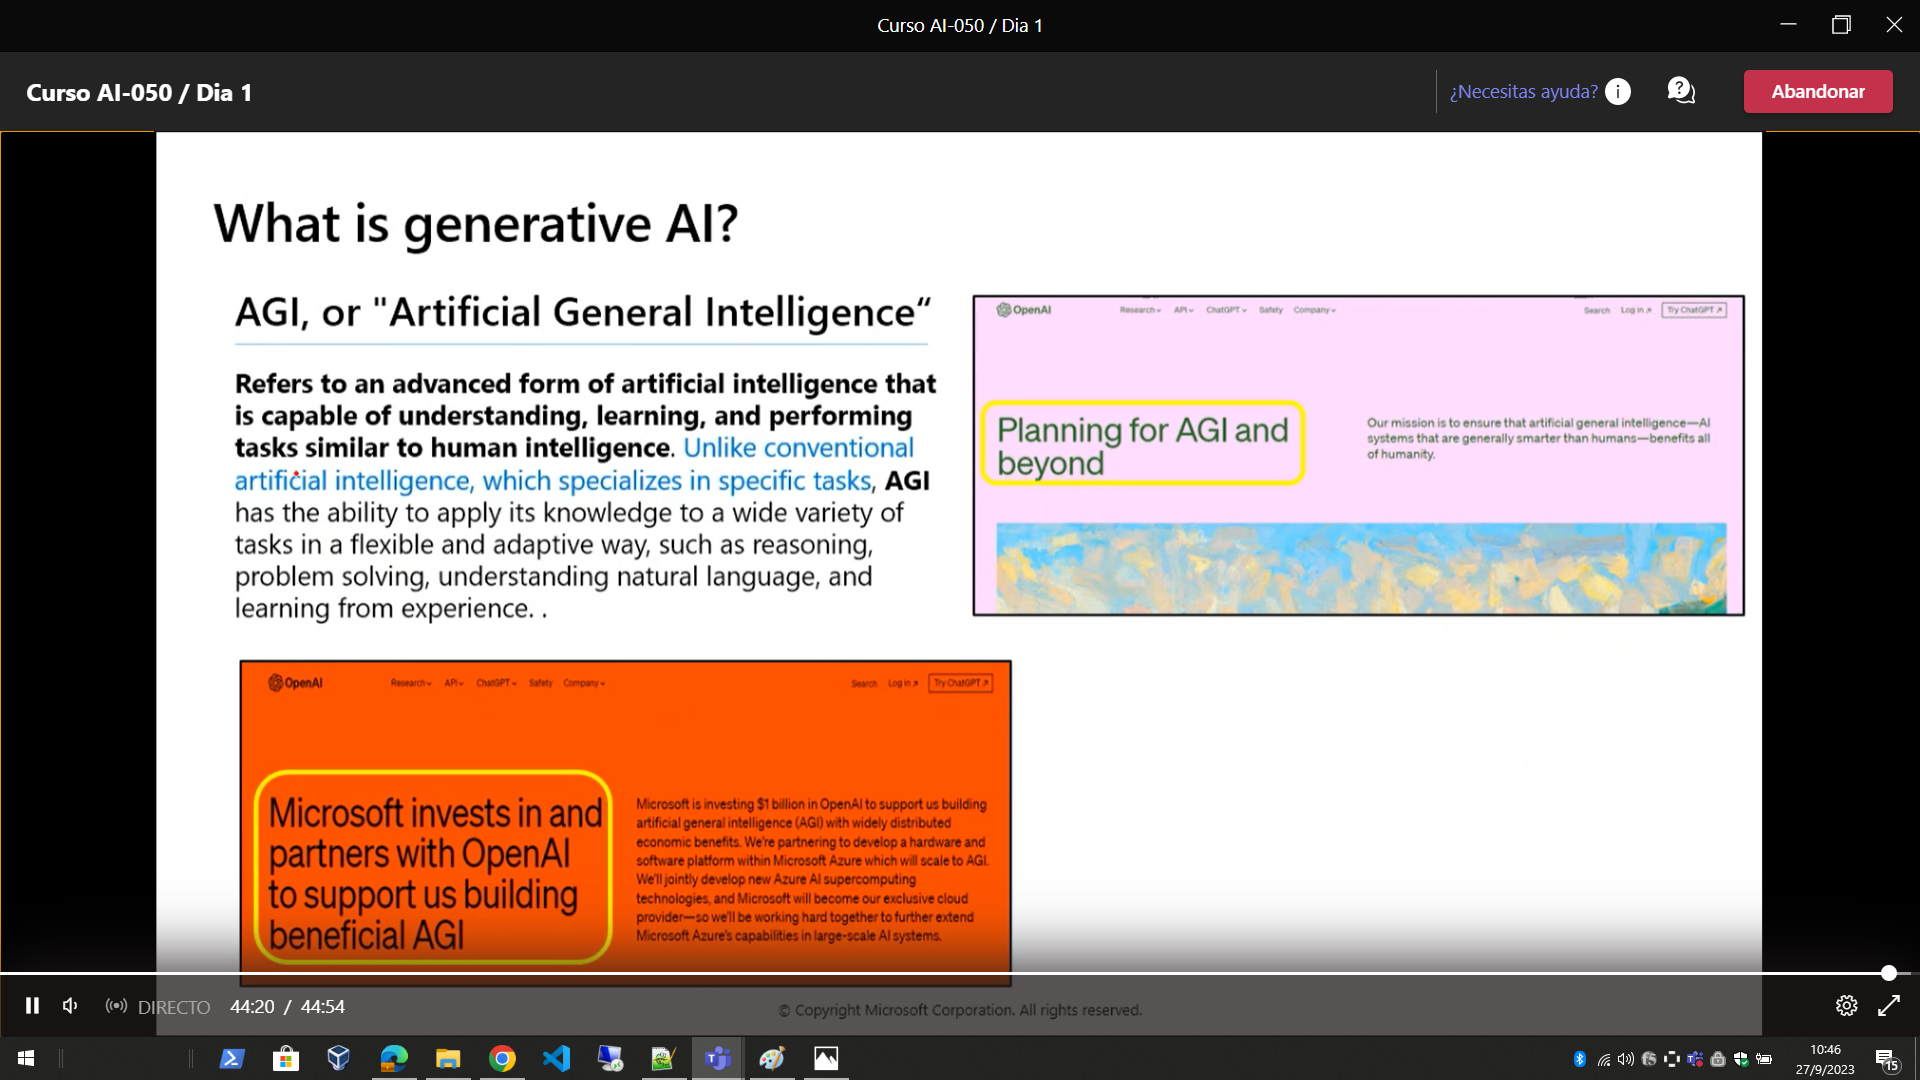 Curso AI-050 / Dia 1
Curso AI-050 / Dia 1
¿Necesitas ayuda?
Abandonar
What is generative AI?
AGI, or "Artificial General Intelligence“
Refers to an advanced form of artificial intelligence that
is capable of understanding, learning, and performing
tasks similar to human intelligence. Unlike conventional
artificial intelligence, which specializes in specific tasks, AGI
has the ability to apply its knowledge to a wide variety of
tasks in a flexible and adaptive way, such as reasoning,
problem solving, understanding natural language, and
learning from experience. .
OpenAI Research API ChatGPT Safety Company Search Log in Try ChatGPT
Planning for AGI and
beyond
Our mission is to ensure that artificial general intelligence—AI
systems that are generally smarter than humans—benefits all
of humanity.
OpenAI Research API ChatGPT Safety Company Search Log in Try ChatGPT
Microsoft invests in and
partners with OpenAI
to support us building
beneficial AGI
Microsoft is investing $1 billion in OpenAI to support us building
artificial general intelligence (AGI) with widely distributed
economic benefits. We're partnering to develop a hardware and
software platform within Microsoft Azure which will scale to AGI.
We'll jointly develop new Azure AI supercomputing
technologies, and Microsoft will become our exclusive cloud
provider—so we'll be working hard together to further extend
Microsoft Azure's capabilities in large-scale AI systems.
© Copyright Microsoft Corporation. All rights reserved.
DIRECTO 44:20 / 44:54
10:46
27/9/2023
15